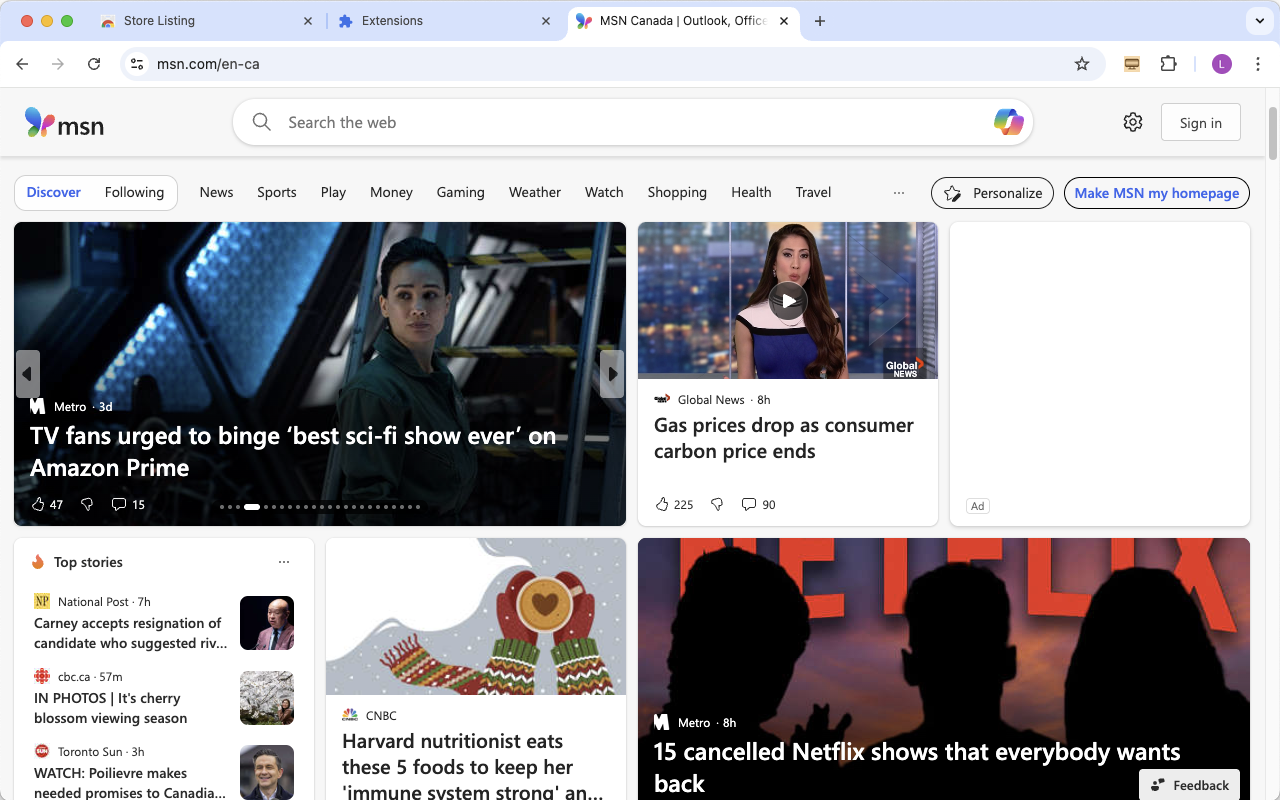 Store Listing
Extensions
MSN Canada | Outlook, Office
msn.com/en-ca
L
msn
Search the web
Sign in
Discover
Following
News
Sports
Play
Money
Gaming
Weather
Watch
Shopping
Health
Travel
Personalize
Make MSN my homepage
Metro · 3d
TV fans urged to binge ‘best sci-fi show ever’ on
Amazon Prime
47
15
Global
NEWS
Global News · 8h
Gas prices drop as consumer
carbon price ends
225
90
Ad
Top stories
NP
National Post · 7h
Carney accepts resignation of
candidate who suggested riv...
cbc.ca · 57m
IN PHOTOS | It's cherry
blossom viewing season
SUN
Toronto Sun · 3h
WATCH: Poilievre makes
needed promises to Canadia...
CNBC
CNBC
Harvard nutritionist eats
these 5 foods to keep her
'immune system strong' an...
NETFLIX
Metro · 8h
15 cancelled Netflix shows that everybody wants
back
Feedback